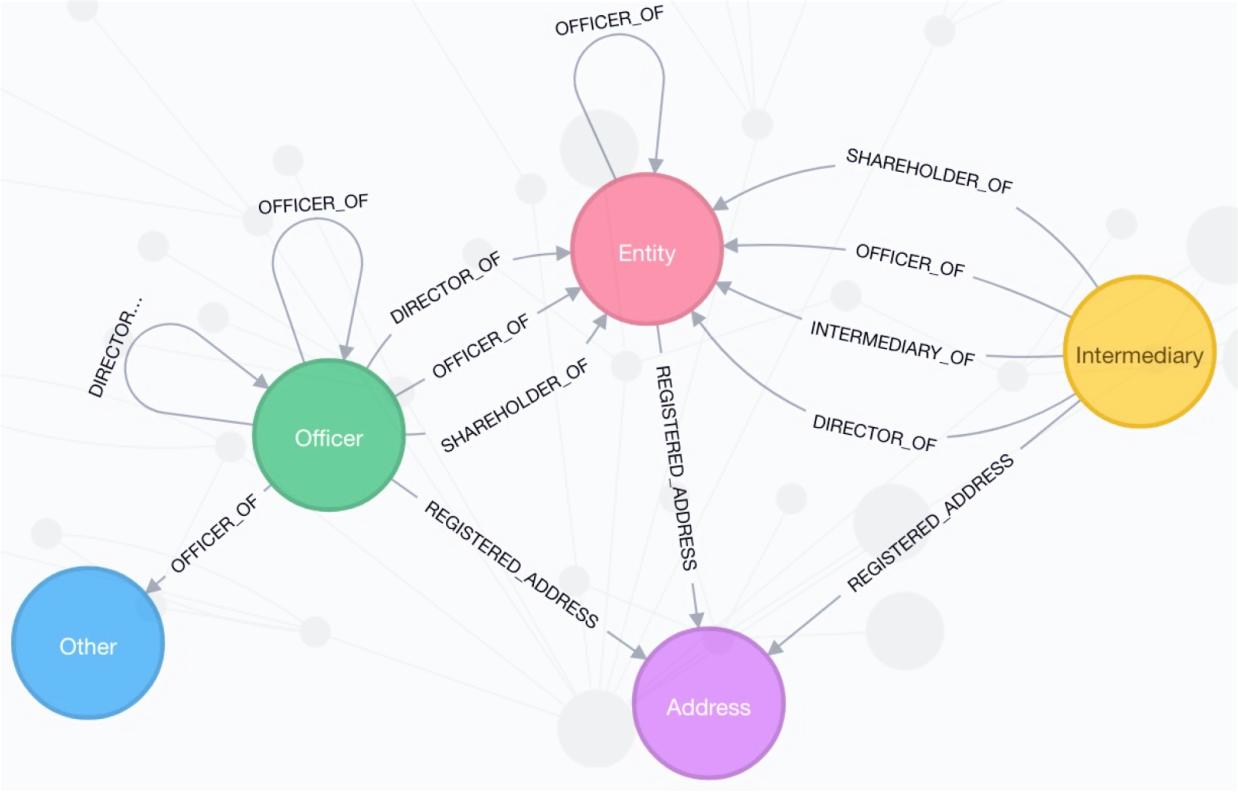 OFFICER_OF
SHAREHOLDER_OF
OFFICER_OF
Entity
DIRECTOR_OF
OFFICER_OF
DIRECTOR...
OFFICER_OF
INTERMEDIARY_OF
Intermediary
SHAREHOLDER_OF
DIRECTOR_OF
Officer
REGISTERED_ADDRESS
REGISTERED_ADDRESS
REGISTERED_ADDRESS
OFFICER_OF
Other
Address